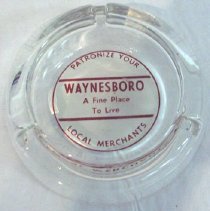 PATRONIZE YOUR
WAYNESBORO
A Fine Place
To Live
LOCAL MERCHANTS